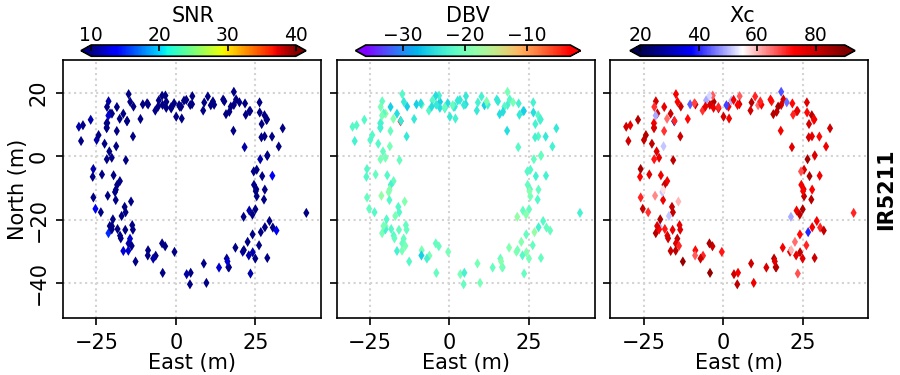 SNR DBV Xc
10 20 30 40 −30 −20 −10 20 40 60 80
20
0
−20
−40
North (m)
−25 0 25 −25 0 25 −25 0 25
East (m) East (m) East (m)
IR5211